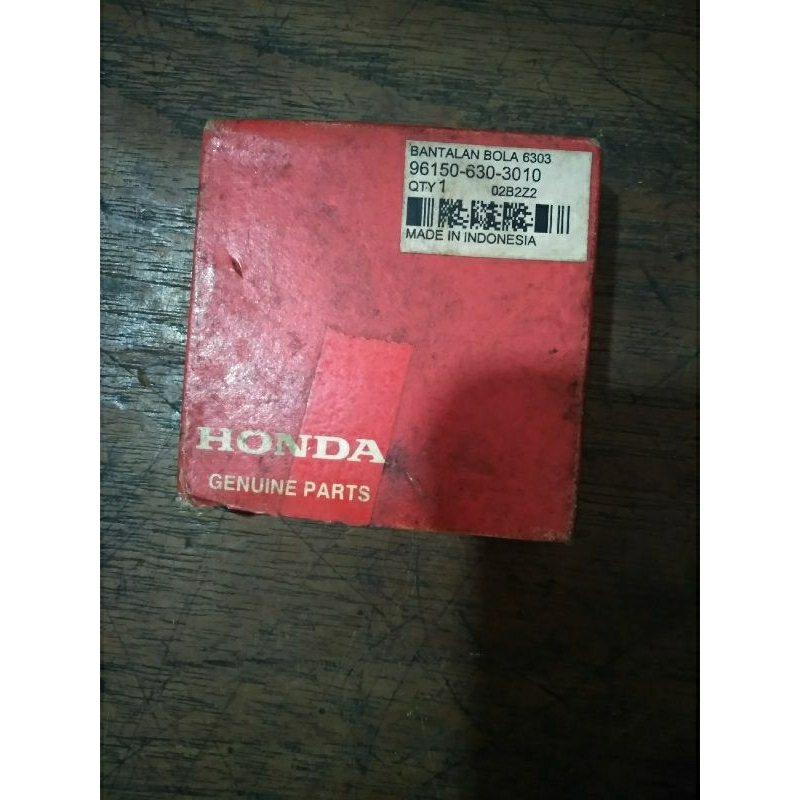 BANTALAN BOLA 6303
96150-630-3010
QTY 1 02B2Z2
MADE IN INDONESIA
HONDA
GENUINE PARTS